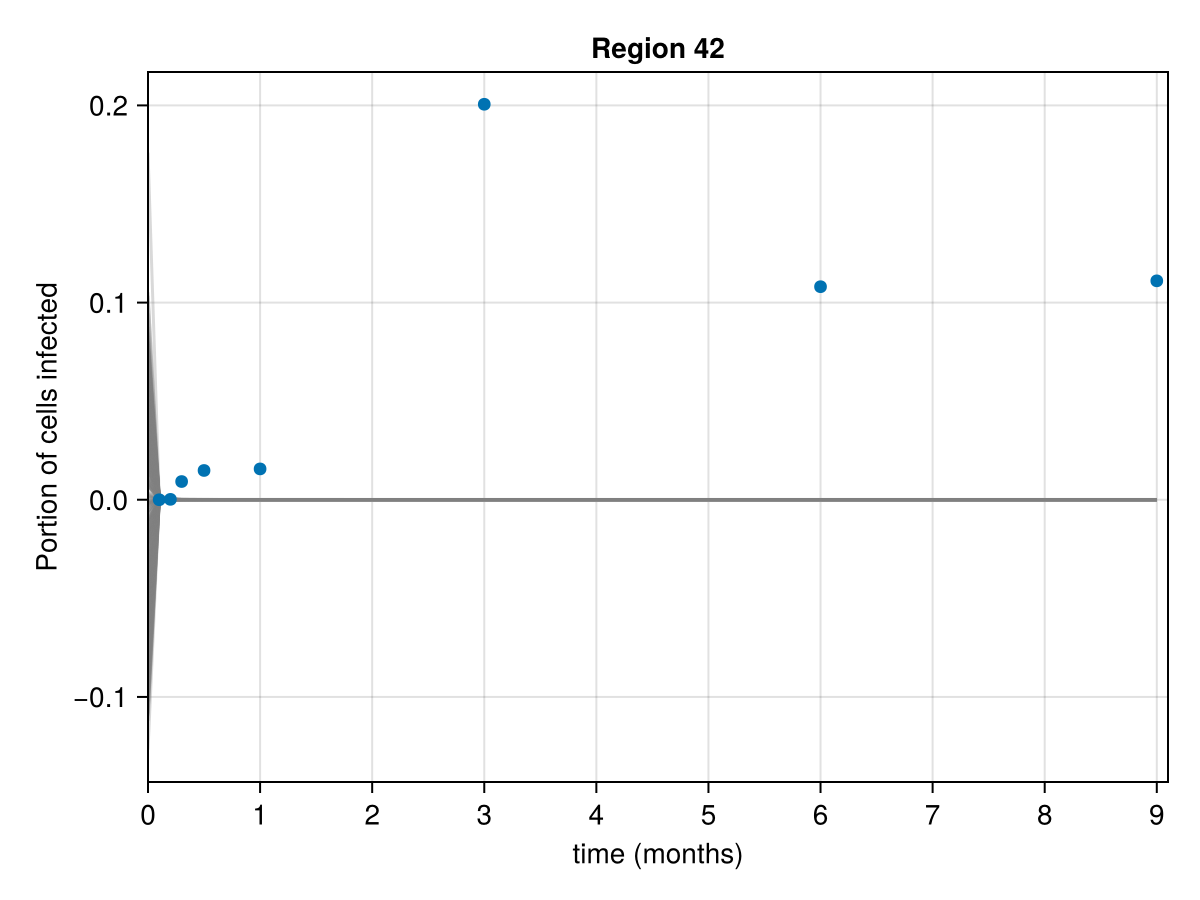 Region 42
0.2
0.1
0.0
−0.1
Portion of cells infected
0 1 2 3 4 5 6 7 8 9
time (months)